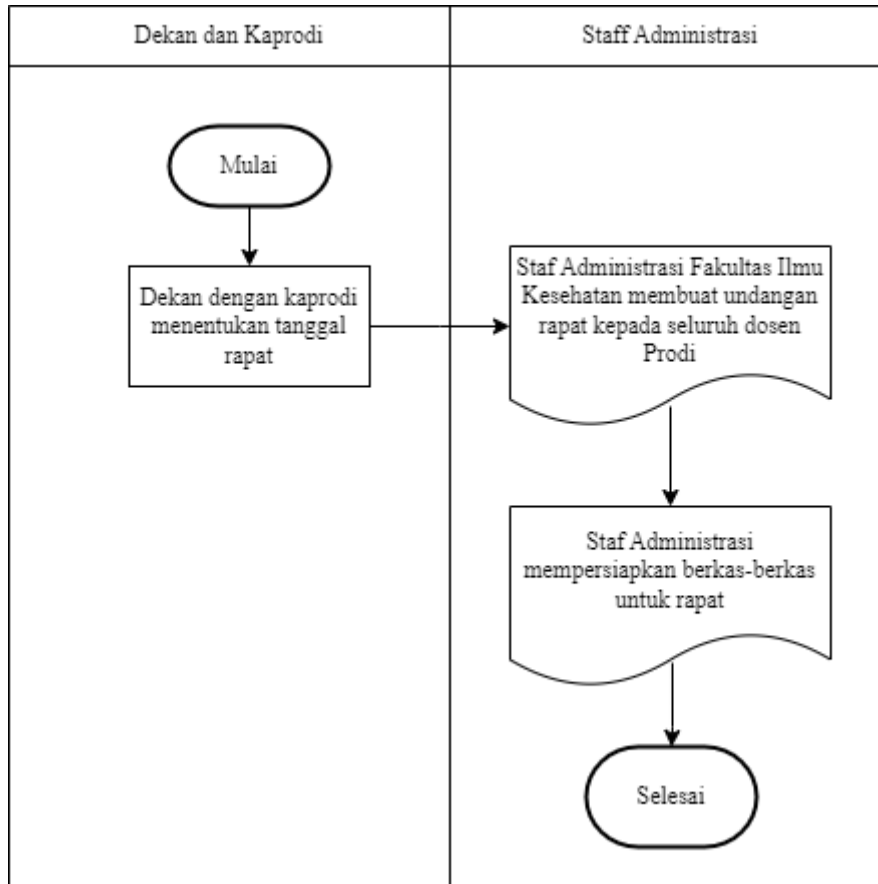 Dekan dan Kaprodi
Staff Administrasi
Mulai
Dekan dengan kaprodi
menentukan tanggal
rapat
Staf Administrasi Fakultas Ilmu
Kesehatan membuat undangan
rapat kepada seluruh dosen
Prodi
Staf Administrasi
mempersiapkan berkas-berkas
untuk rapat
Selesai